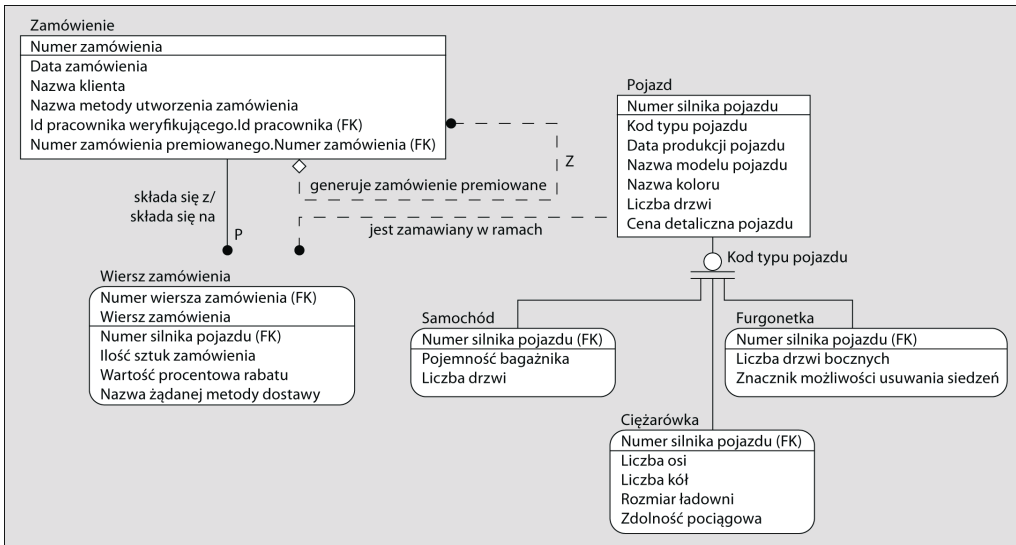 Zamówienie
Numer zamówienia
Data zamówienia
Nazwa klienta
Nazwa metody utworzenia zamówienia
Id pracownika weryfikującego.Id pracownika (FK)
Numer zamówienia premiowanego.Numer zamówienia (FK)
Z
generuje zamówienie premiowane
składa się z/
składa się na
P
jest zamawiany w ramach
Pojazd
Numer silnika pojazdu
Kod typu pojazdu
Data produkcji pojazdu
Nazwa modelu pojazdu
Nazwa koloru
Liczba drzwi
Cena detaliczna pojazdu
Kod typu pojazdu
Wiersz zamówienia
Numer wiersza zamówienia (FK)
Wiersz zamówienia
Numer silnika pojazdu (FK)
Ilość sztuk zamówienia
Wartość procentowa rabatu
Nazwa żądanej metody dostawy
Samochód
Numer silnika pojazdu (FK)
Pojemność bagażnika
Liczba drzwi
Furgonetka
Numer silnika pojazdu (FK)
Liczba drzwi bocznych
Znacznik możliwości usuwania siedzeń
Ciężarówka
Numer silnika pojazdu (FK)
Liczba osi
Liczba kół
Rozmiar ładowni
Zdolność pociągowa